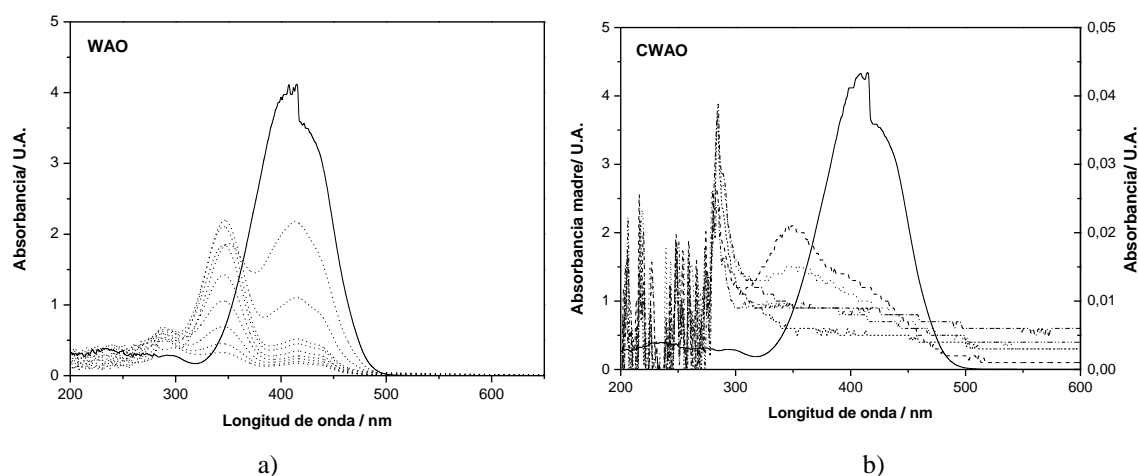 WAO
Absorbancia/ U.A.
5
4
3
2
1
0
200 300 400 500 600
Longitud de onda / nm
a)
CWAO
Absorbancia madre/ U.A.
5
4
3
2
1
0
0,05
0,04
0,03
0,02
0,01
0,00
Absorbancia/ U.A.
200 300 400 500 600
Longitud de onda / nm
b)